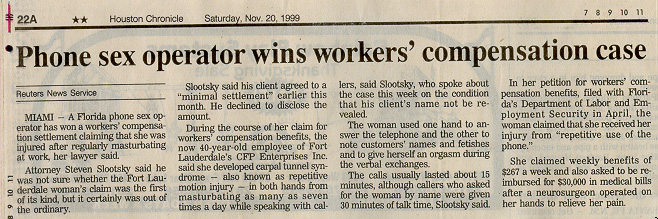 7 8 9 10 11
22A ★★ Houston Chronicle Saturday, Nov. 20, 1999
Phone sex operator wins workers' compensation case
Reuters News Service
MIAMI — A Florida phone sex op-
erator has won a workers' compensa-
tion settlement claiming that she was
injured after regularly masturbating
at work, her lawyer said.
Attorney Steven Slootsky said he
was not sure whether the Fort Lau-
derdale woman's claim was the first
of its kind, but it certainly was out of
the ordinary.
Slootsky said his client agreed to a
"minimal settlement" earlier this
month. He declined to disclose the
amount.
During the course of her claim for
workers' compensation benefits, the
now 40-year-old employee of Fort
Lauderdale's CFP Enterprises Inc.
said she developed carpal tunnel syn-
drome — also known as repetitive
motion injury — in both hands from
masturbating as many as seven
times a day while speaking with cal-
lers, said Slootsky, who spoke about
the case this week on the condition
that his client's name not be re-
vealed.
The woman used one hand to an-
swer the telephone and the other to
note customers' names and fetishes
and to give herself an orgasm during
the verbal exchanges.
The calls usually lasted about 15
minutes, although callers who asked
for the woman by name were given
30 minutes of talk time, Slootsky said.
In her petition for workers' com-
pensation benefits, filed with Flori-
da's Department of Labor and Em-
ployment Security in April, the
woman claimed that she received her
injury from "repetitive use of the
phone."
She claimed weekly benefits of
$267 a week and also asked to be re-
imbursed for $30,000 in medical bills
after a neurosurgeon operated on
her hands to relieve her pain.
8 9 10 11